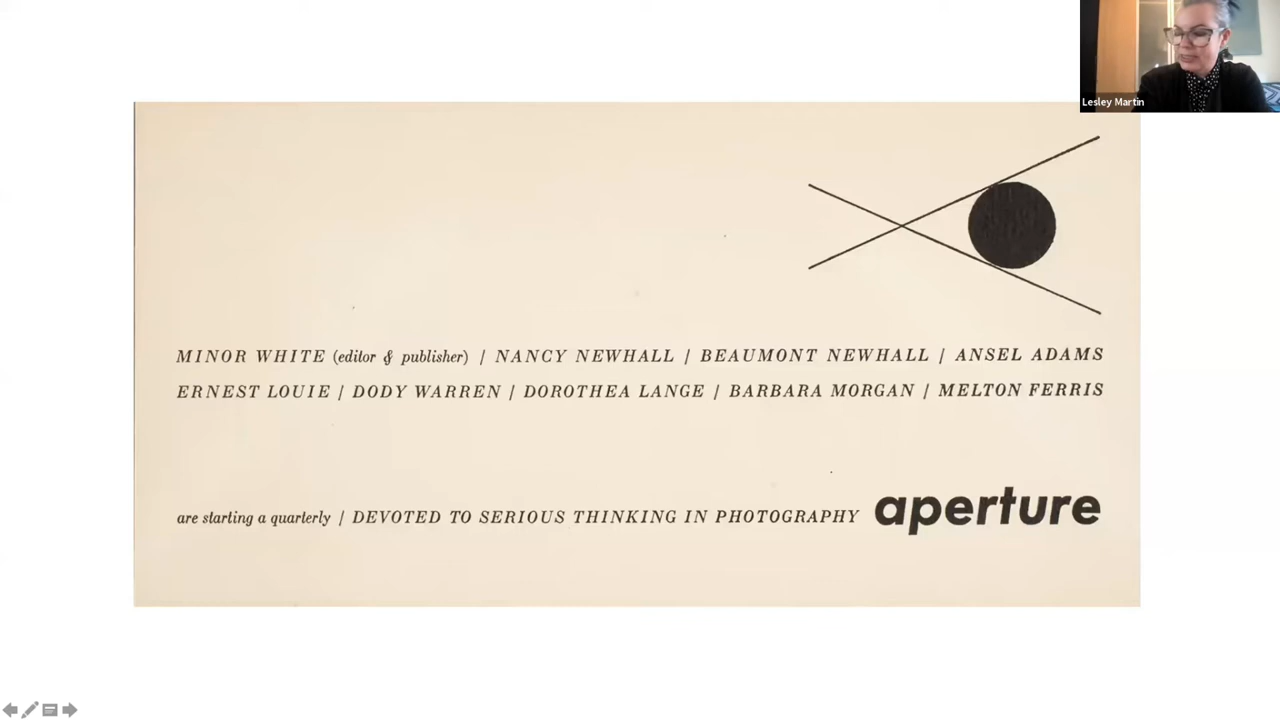 Lesley Martin
MINOR WHITE (editor & publisher) / NANCY NEWHALL / BEAUMONT NEWHALL / ANSEL ADAMS
ERNEST LOUIE / DODY WARREN / DOROTHEA LANGE / BARBARA MORGAN / MELTON FERRIS
are starting a quarterly / DEVOTED TO SERIOUS THINKING IN PHOTOGRAPHY aperture